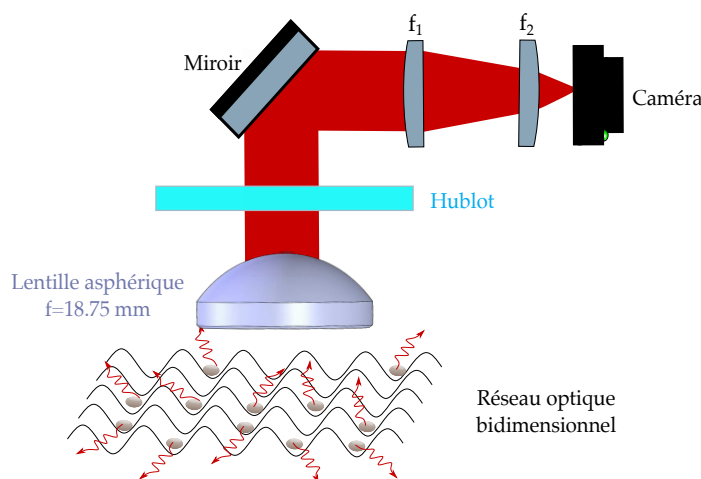 f₁
f₂
Miroir
Caméra
Hublot
Lentille asphérique
f=18.75 mm
Réseau optique
bidimensionnel